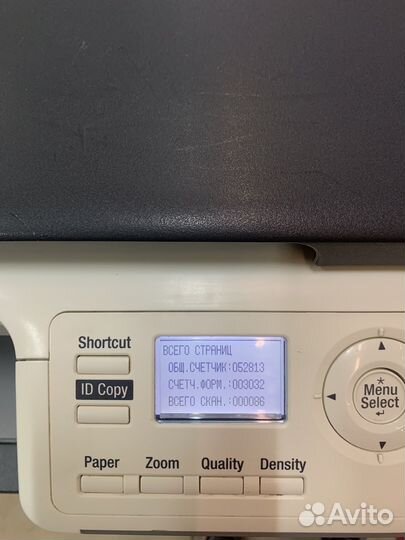 Shortcut
ID Copy
ВСЕГО СТРАНИЦ
ОБЩ.СЧЕТЧИК:052813
СЧЕТЧ.ФОРМ.:003032
ВСЕГО СКАН.:000086
*
Menu
Select
Paper Zoom Quality Density
Avito